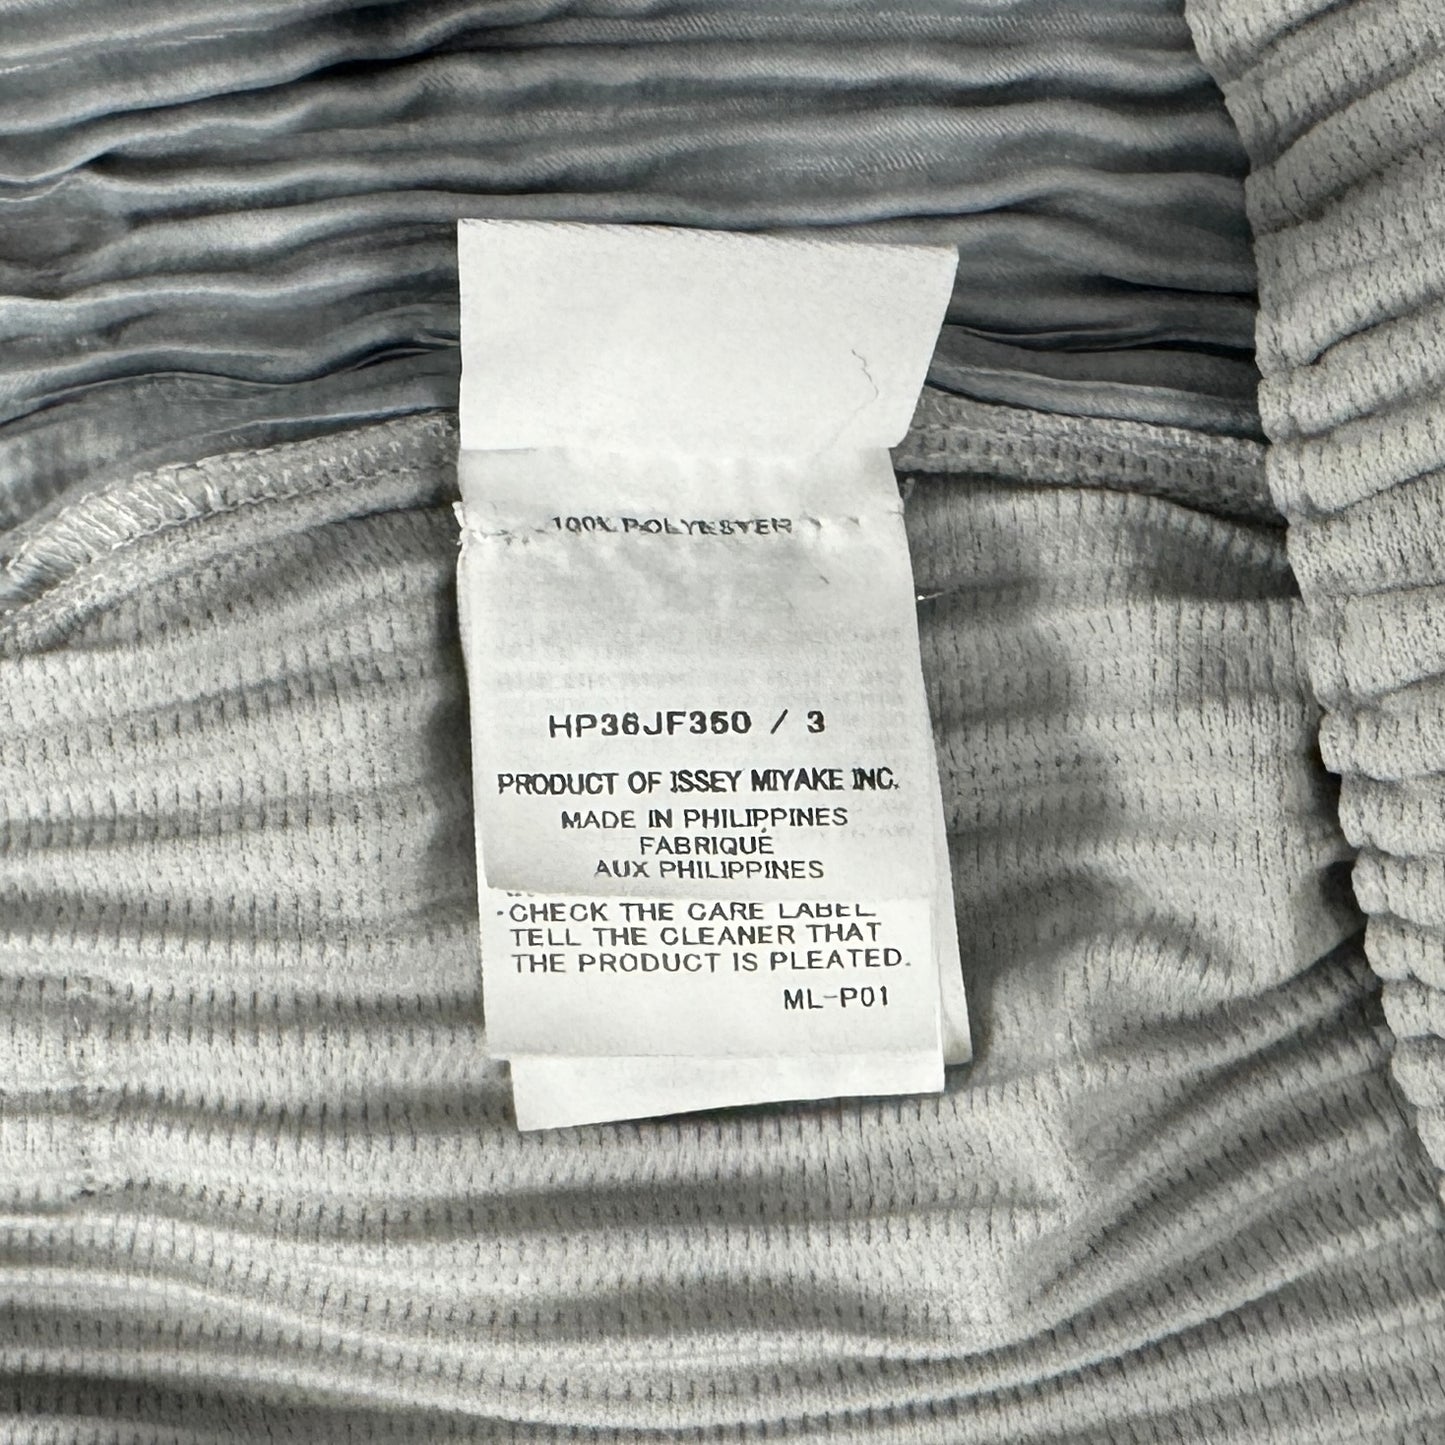 100% POLYESTER
HP36JF350 / 3
PRODUCT OF ISSEY MIYAKE INC.
MADE IN PHILIPPINES
FABRIQUÉ
AUX PHILIPPINES
・CHECK THE CARE LABEL
TELL THE CLEANER THAT
THE PRODUCT IS PLEATED.
ML-P01